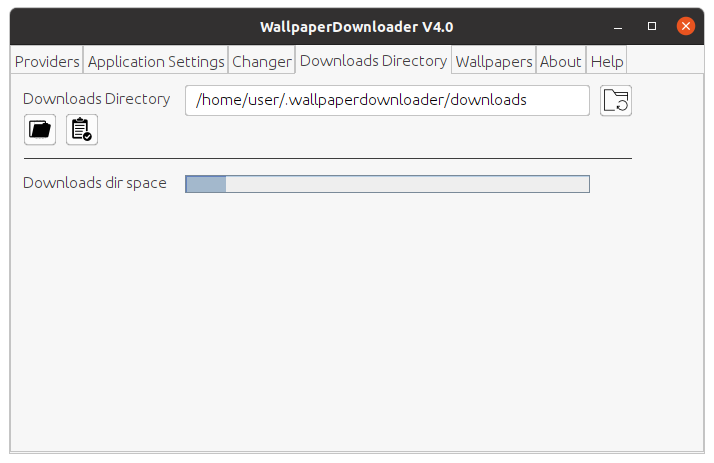 WallpaperDownloader V4.0
Providers Application Settings Changer Downloads Directory Wallpapers About Help
Downloads Directory /home/user/.wallpaperdownloader/downloads
Downloads dir space